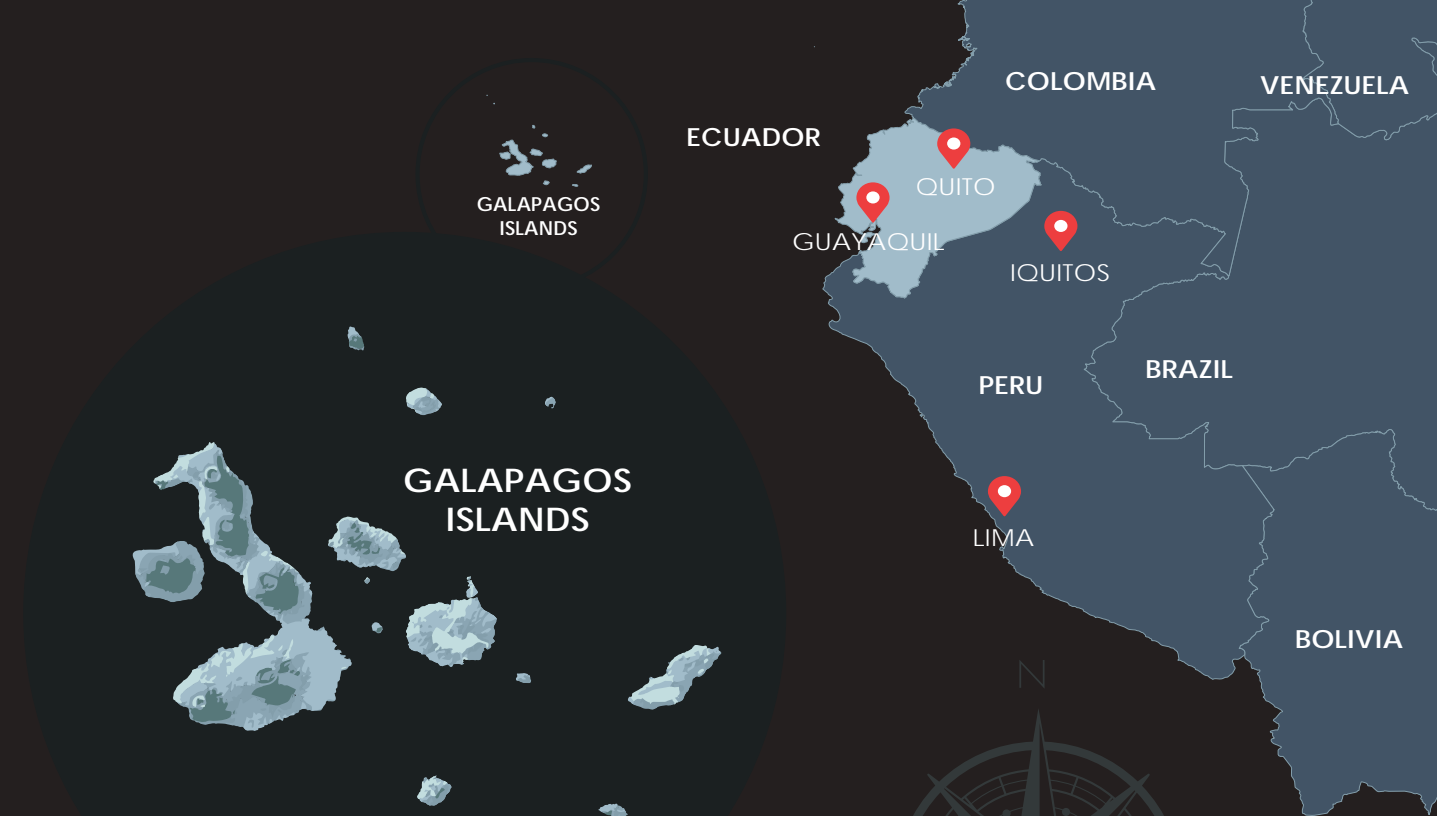 COLOMBIA
VENEZUELA
ECUADOR
QUITO
GALAPAGOS
ISLANDS
GUAYAQUIL
IQUITOS
BRAZIL
PERU
GALAPAGOS
ISLANDS
LIMA
BOLIVIA
N